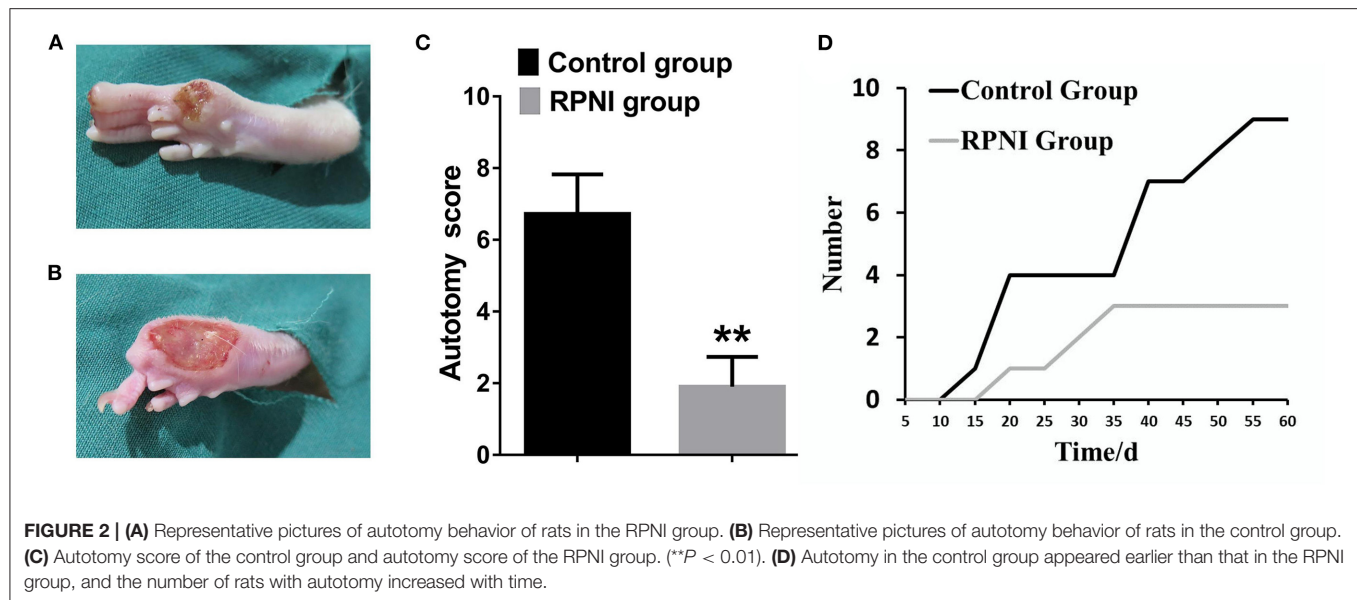 A
B
C
Control group
RPNI group
Autotomy score
10
8
6
4
2
0
**
D
Control Group
RPNI Group
Number
10
8
6
4
2
0
5 10 15 20 25 30 35 40 45 50 55 60
Time/d
FIGURE 2 | (A) Representative pictures of autotomy behavior of rats in the RPNI group. (B) Representative pictures of autotomy behavior of rats in the control group.
(C) Autotomy score of the control group and autotomy score of the RPNI group. (**P < 0.01). (D) Autotomy in the control group appeared earlier than that in the RPNI
group, and the number of rats with autotomy increased with time.